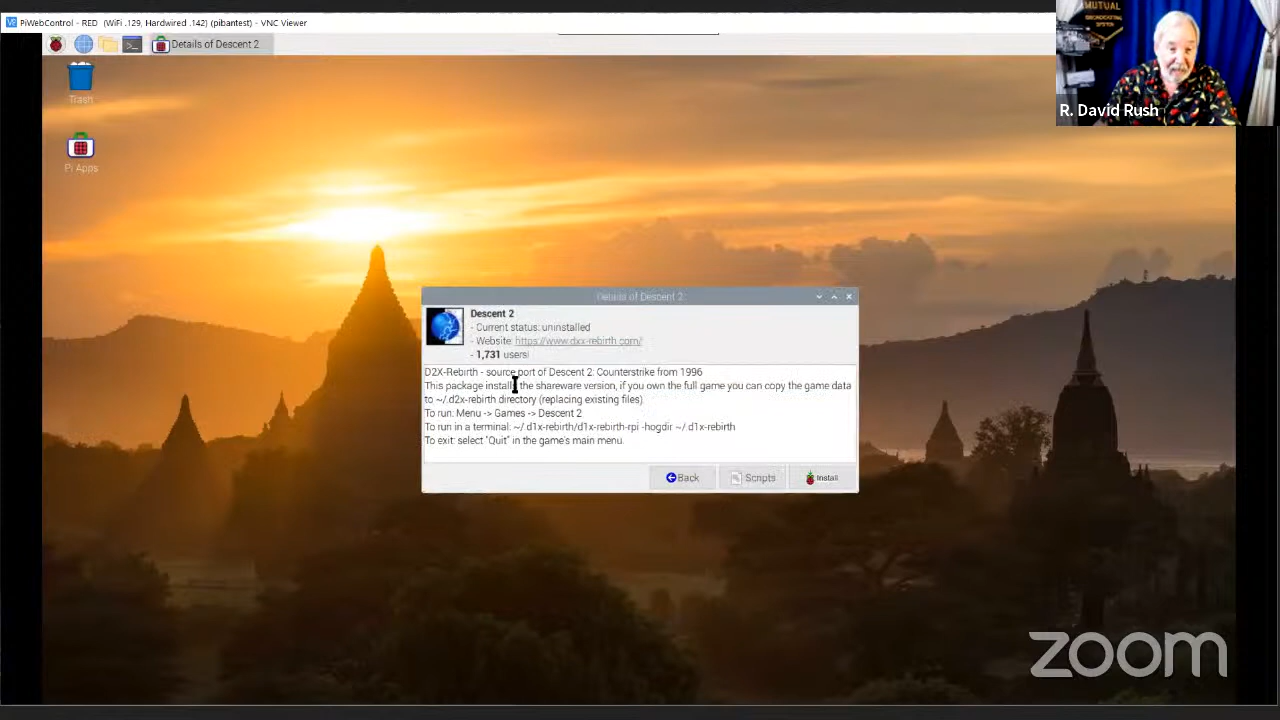 PiWebControl - RED (WiFi .129, Hardwired .142) (pibantest) - VNC Viewer
Details of Descent 2
Trash
Pi Apps
MUTUAL
BROADCASTING
SYSTEM
R. David Rush
Details of Descent 2
Descent 2
- Current status: uninstalled
- Website: https://www.dxx-rebirth.com/
- 1,731 users!
D2X-Rebirth - source port of Descent 2: Counterstrike from 1996
This package installs the shareware version, if you own the full game you can copy the game data
to ~/.d2x-rebirth directory (replacing existing files)
To run: Menu -> Games -> Descent 2
To run in a terminal: ~/.d1x-rebirth/d1x-rebirth-rpi -hogdir ~/.d1x-rebirth
To exit: select "Quit" in the game's main menu.
Back
Scripts
Install
zoom